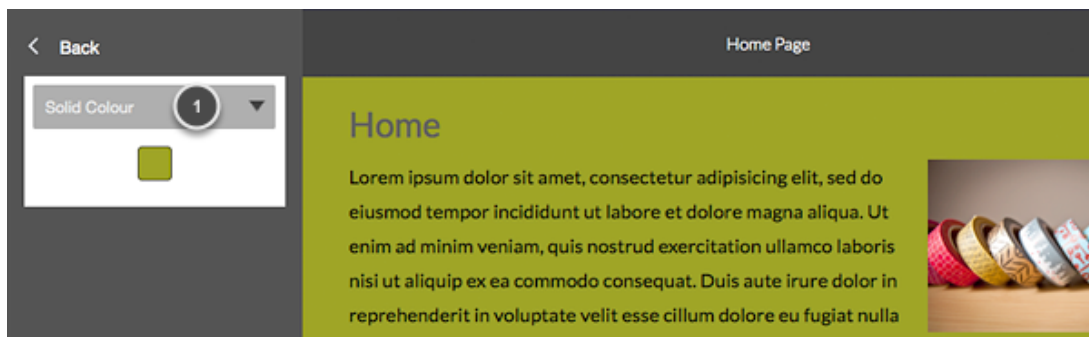 Back
Solid Colour
1
Home Page
Home
Lorem ipsum dolor sit amet, consectetur adipisicing elit, sed do
eiusmod tempor incididunt ut labore et dolore magna aliqua. Ut
enim ad minim veniam, quis nostrud exercitation ullamco laboris
nisi ut aliquip ex ea commodo consequat. Duis aute irure dolor in
reprehenderit in voluptate velit esse cillum dolore eu fugiat nulla